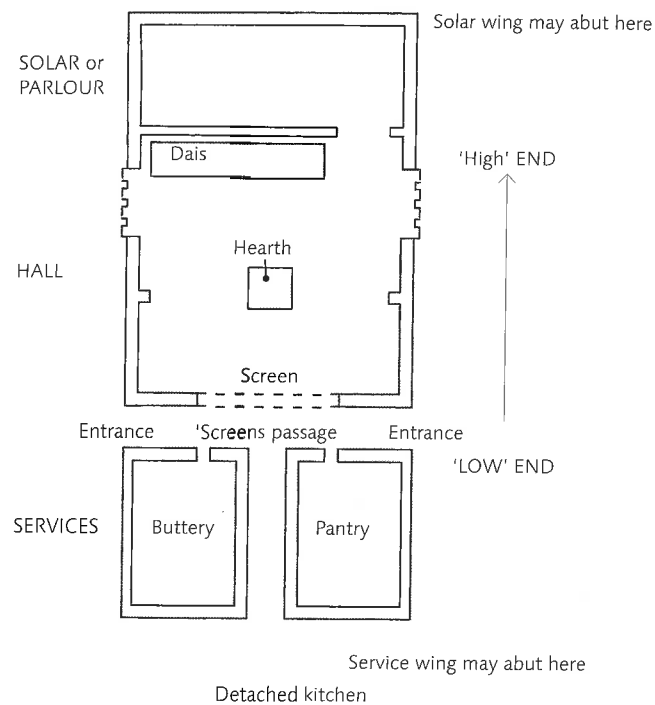 Solar wing may abut here
SOLAR or
PARLOUR
Dais
'High' END
Hearth
HALL
Screen
Entrance
'Screens passage
Entrance
'LOW' END
SERVICES
Buttery
Pantry
Service wing may abut here
Detached kitchen